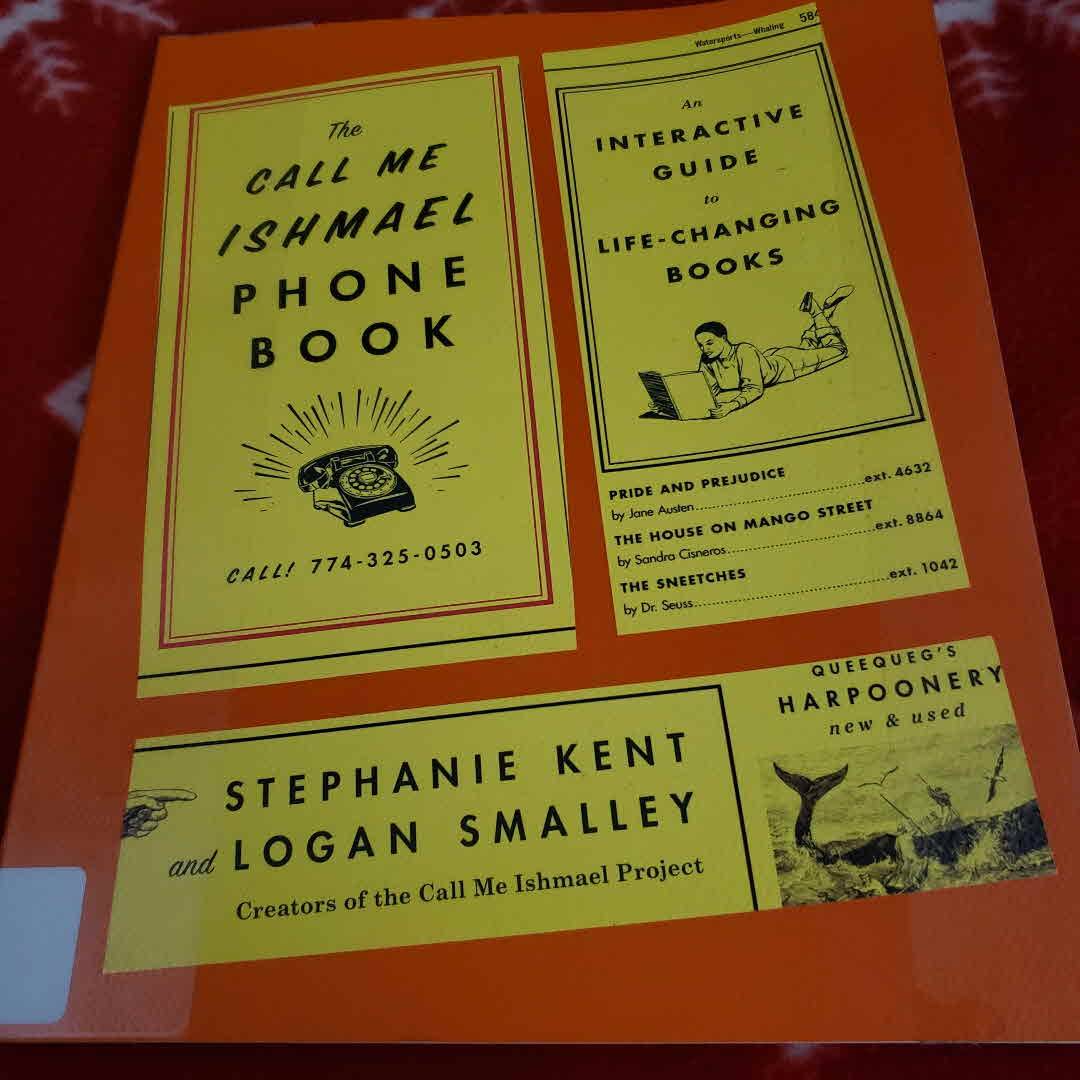 The
CALL ME
ISHMAEL
PHONE
BOOK
CALL! 774-325-0503
Watersports—Whaling 584
An
INTERACTIVE
GUIDE
to
LIFE-CHANGING
BOOKS
PRIDE AND PREJUDICE
by Jane Austen..............................ext. 4632
THE HOUSE ON MANGO STREET
by Sandra Cisneros..............................ext. 8864
THE SNEETCHES
by Dr. Seuss..............................ext. 1042
STEPHANIE KENT
and LOGAN SMALLEY
Creators of the Call Me Ishmael Project
QUEEQUEG'S
HARPOONERY
new & used